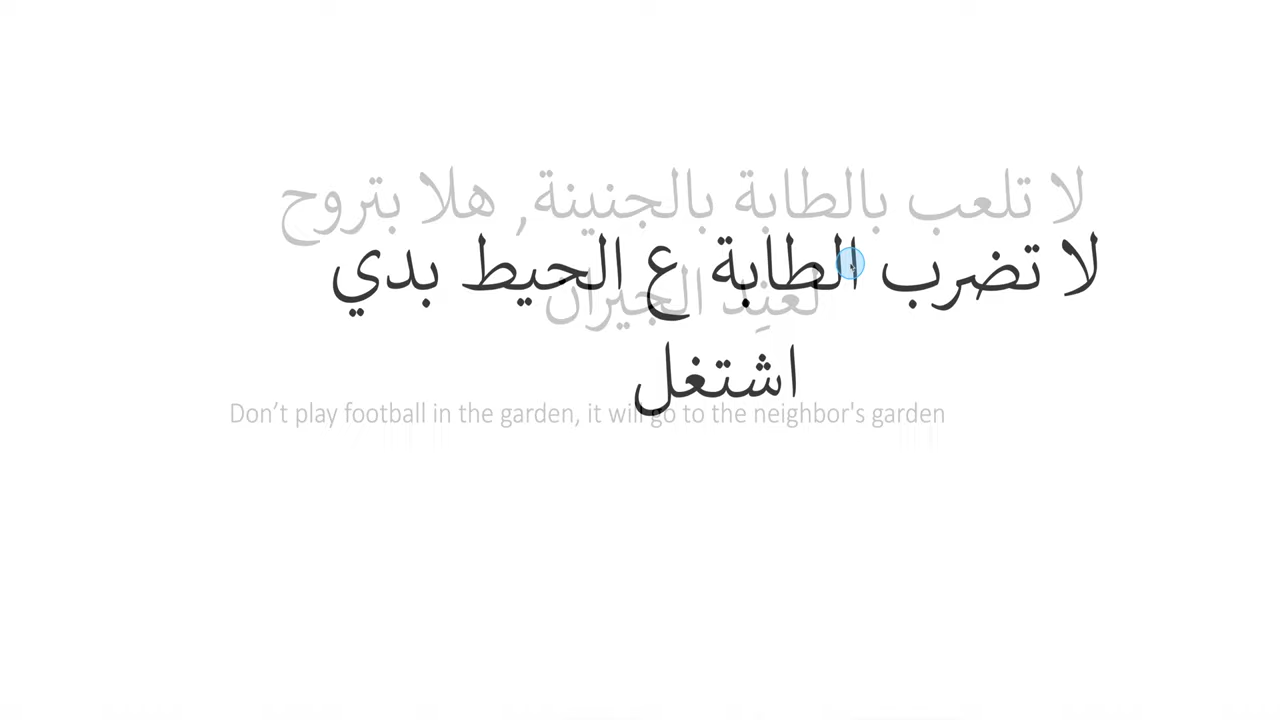 لا تلعب بالطابة بالجنينة, هلا بتروح
لا تضرب الطابة ع الحيط بدي
لعنِد الجيران
اشتغل
Don’t play football in the garden, it will go to the neighbor's garden